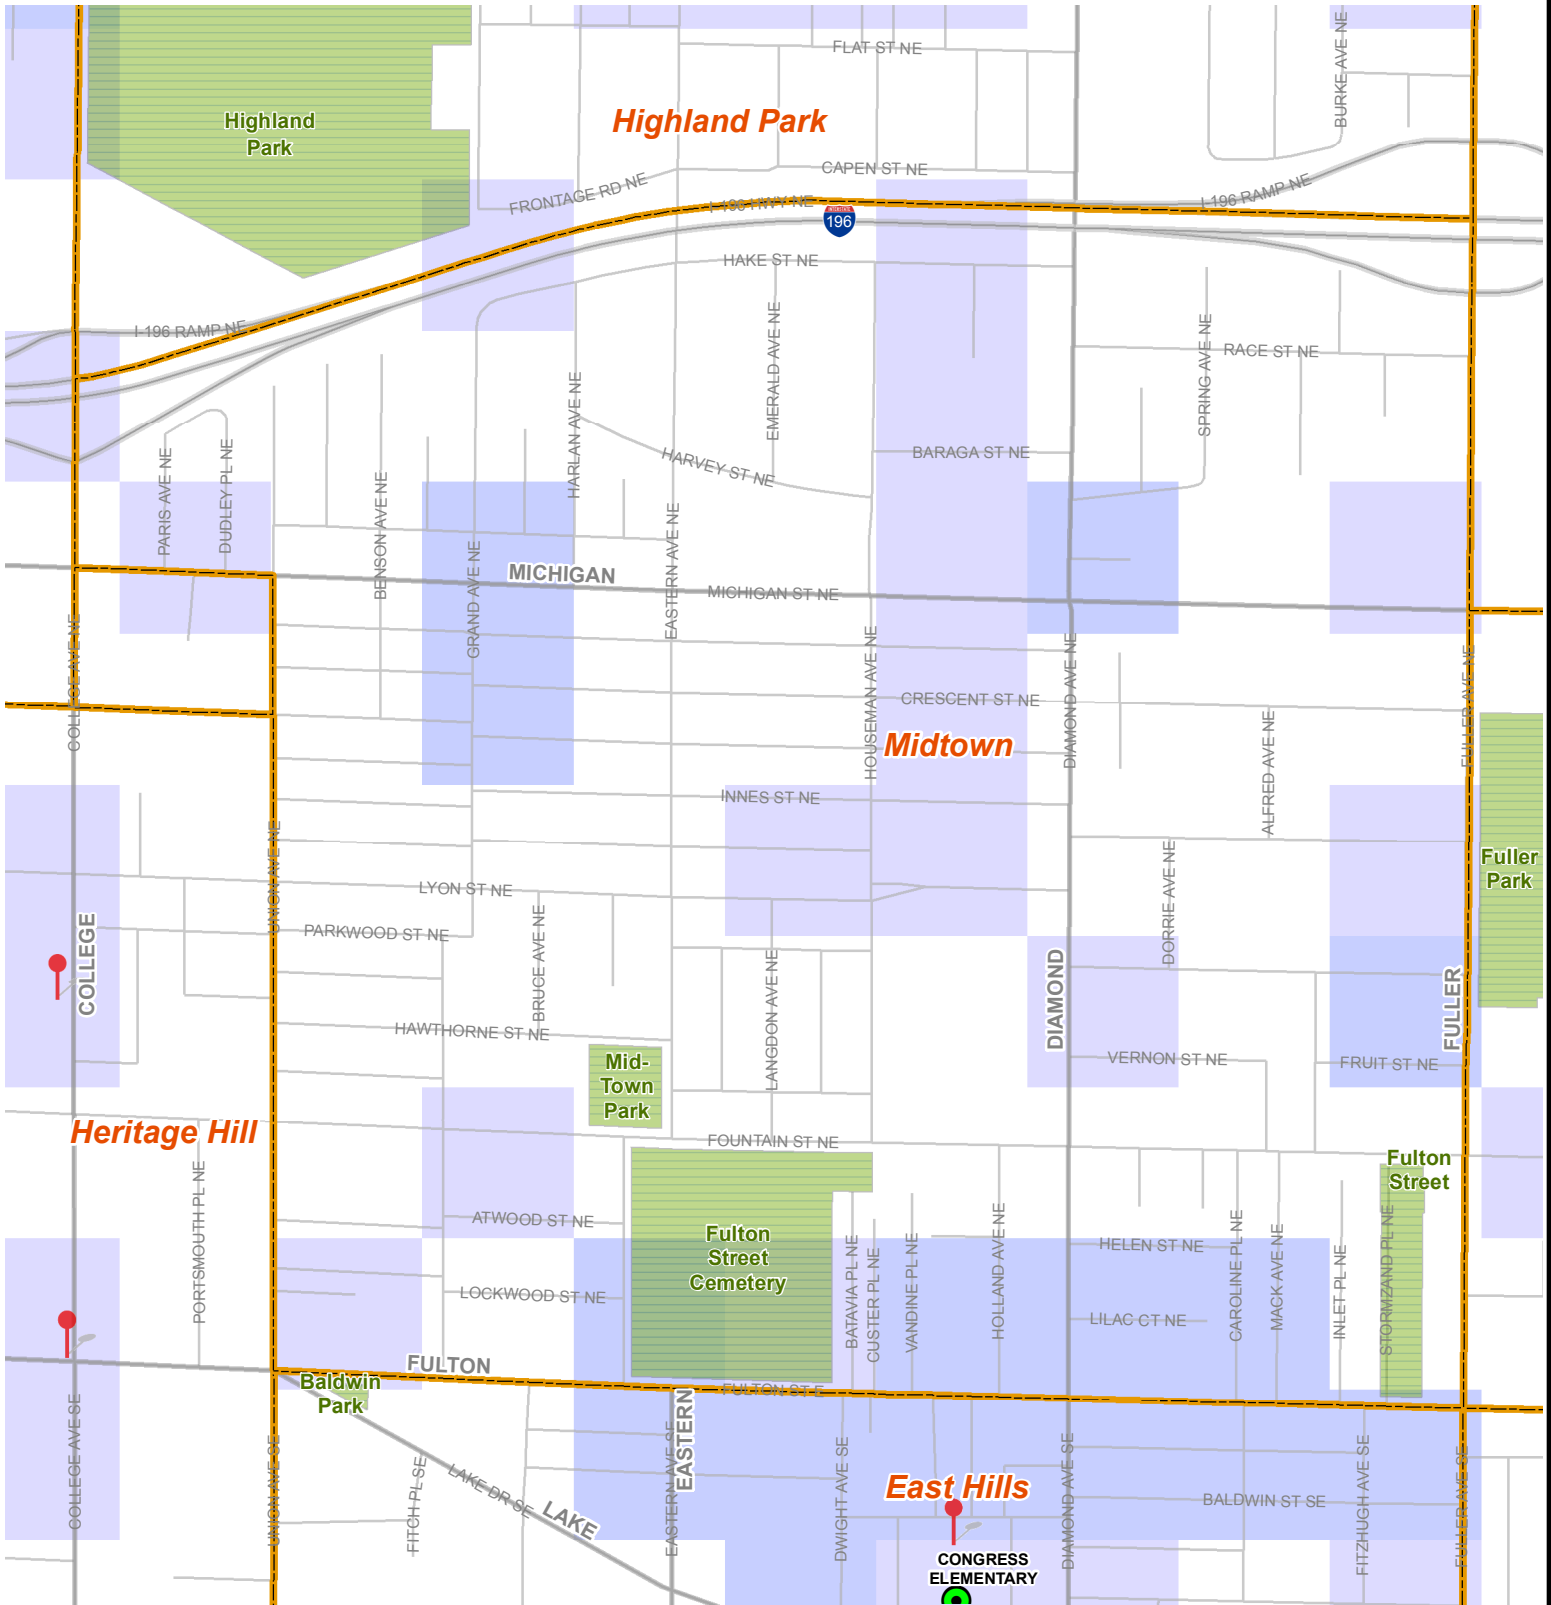 FLAT ST NE
BURKE AVE NE
Highland
Park
Highland Park
CAPEN ST NE
FRONTAGE RD NE
I-196 HWY NE
I-196 RAMP NE
196
HAKE ST NE
I-196 RAMP NE
EMERALD AVE NE
SPRING AVE NE
RACE ST NE
HARLAN AVE NE
HARVEY ST NE
BARAGA ST NE
PARIS AVE NE
DUDLEY PL NE
BENSON AVE NE
GRAND AVE NE
EASTERN AVE NE
MICHIGAN
MICHIGAN ST NE
COLLEGE AVE NE
HOUSEMAN AVE NE
DIAMOND AVE NE
FULLER AVE NE
CRESCENT ST NE
Midtown
ALFRED AVE NE
INNES ST NE
UNION AVE NE
DORRIE AVE NE
Fuller
Park
LYON ST NE
PARKWOOD ST NE
BRUCE AVE NE
COLLEGE
LANGDON AVE NE
DIAMOND
FULLER
HAWTHORNE ST NE
Mid-
Town
Park
VERNON ST NE
FRUIT ST NE
Heritage Hill
FOUNTAIN ST NE
Fulton
Street
PORTSMOUTH PL NE
ATWOOD ST NE
Fulton
Street
Cemetery
BATAVIA PL NE
CUSTER PL NE
VANDINE PL NE
HOLLAND AVE NE
HELEN ST NE
CAROLINE PL NE
MACK AVE NE
INLET PL NE
STORMZAND PL NE
LOCKWOOD ST NE
LILAC CT NE
FULTON
Baldwin
Park
FULTON ST E
EASTERN
COLLEGE AVE SE
UNION AVE SE
FITCH PL SE
LAKE DR SE
LAKE
EASTERN AVE SE
DWIGHT AVE SE
East Hills
DIAMOND AVE SE
BALDWIN ST SE
FITZHUGH AVE SE
FULLER AVE SE
CONGRESS
ELEMENTARY